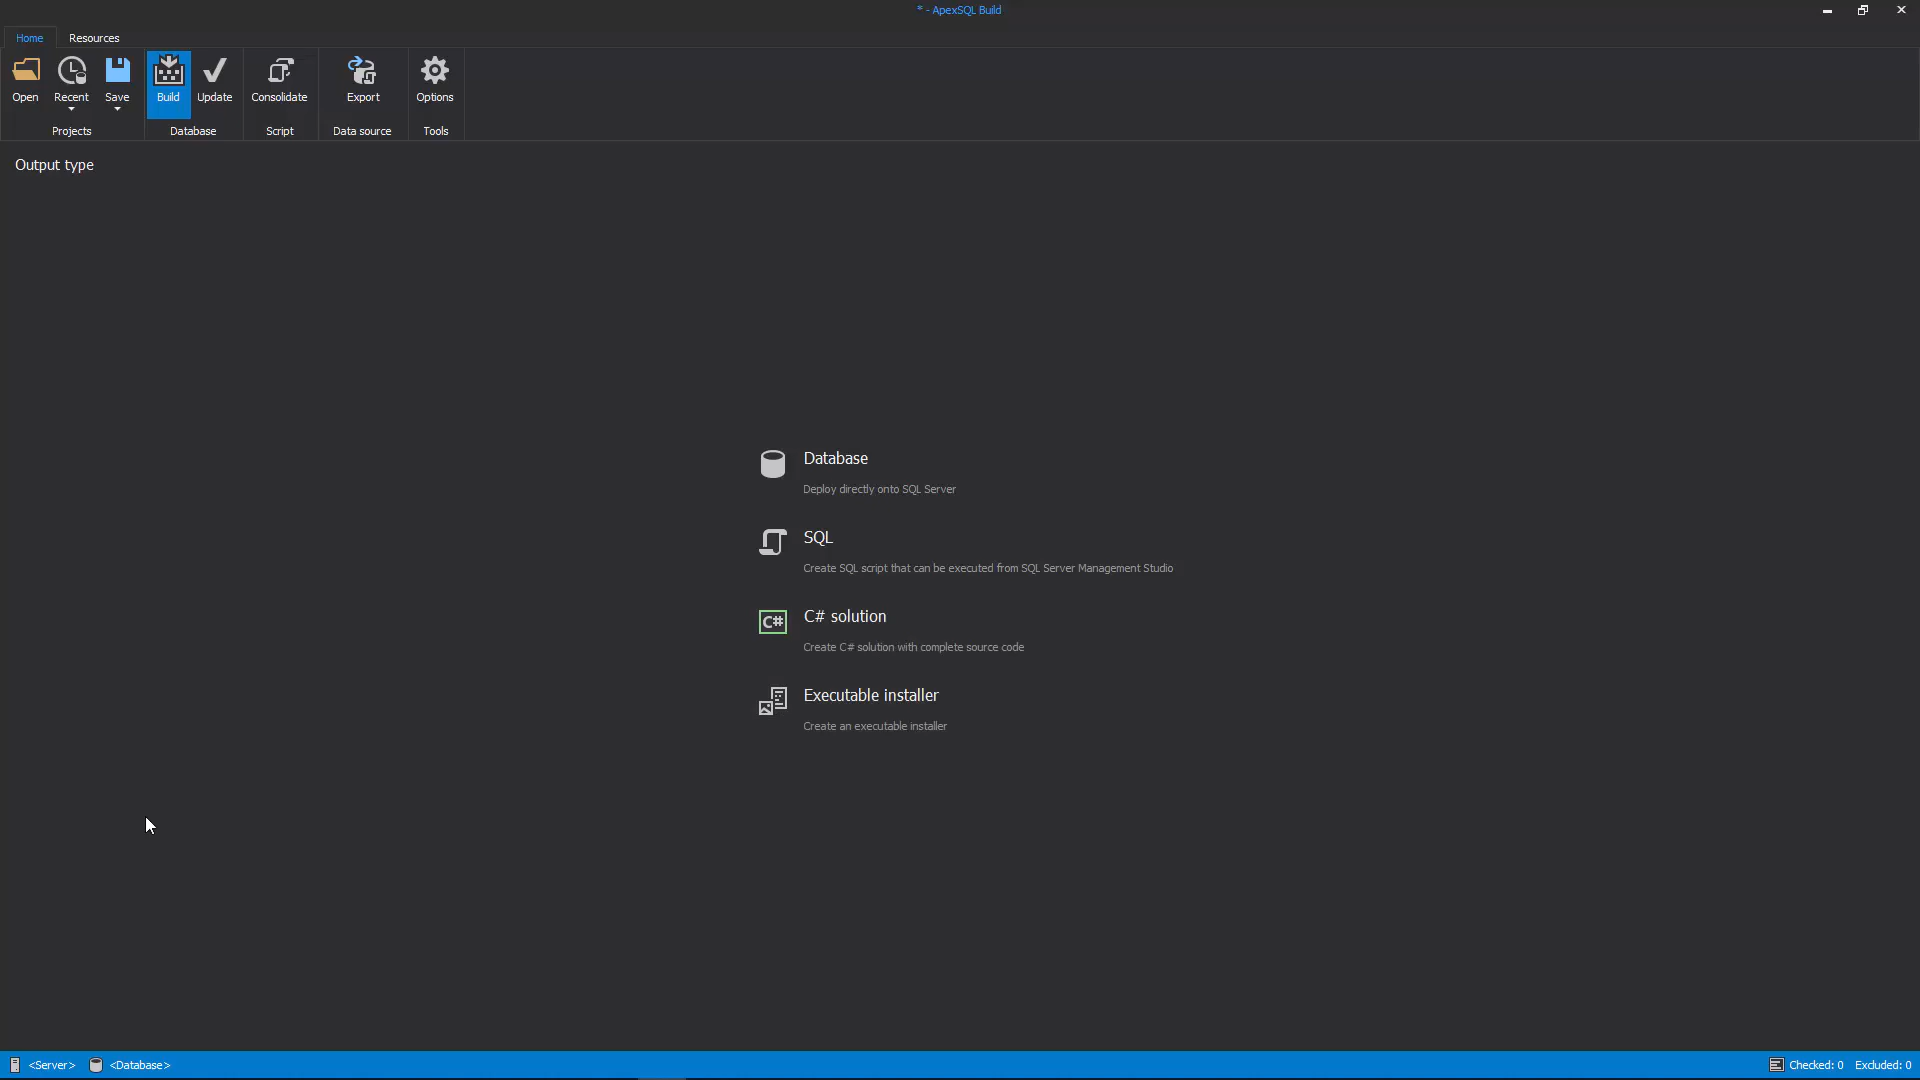 * - ApexSQL Build
Home Resources
Open Recent Save Build Update Consolidate Export Options
Projects Database Script Data source Tools
Output type
Database
Deploy directly onto SQL Server
SQL
Create SQL script that can be executed from SQL Server Management Studio
C# C# solution
Create C# solution with complete source code
Executable installer
Create an executable installer
<Server> <Database> Checked: 0 Excluded: 0